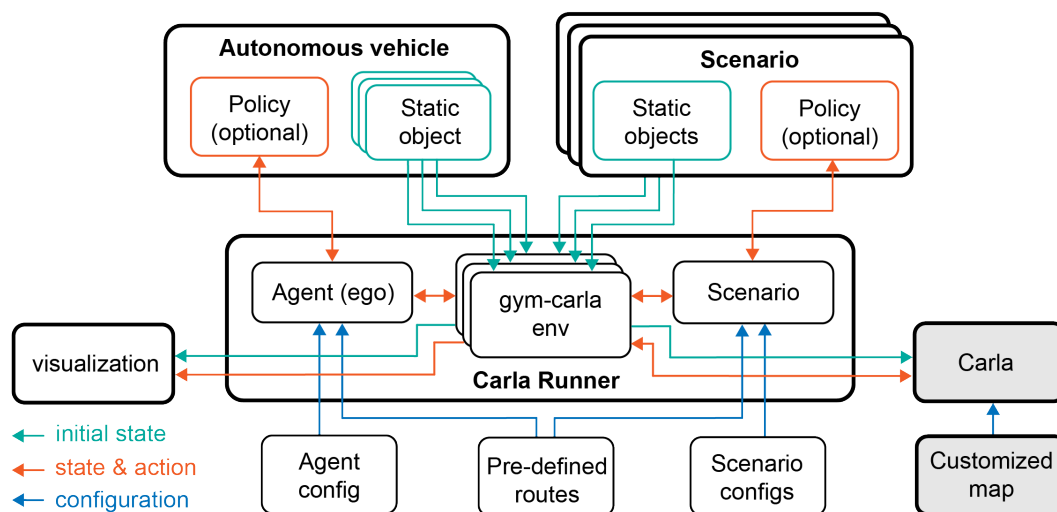 Autonomous vehicle
Policy
(optional)
Static
object
Scenario
Static
objects
Policy
(optional)
Agent (ego)
gym-carla
env
Scenario
Carla Runner
visualization
Carla
initial state
state & action
configuration
Agent
config
Pre-defined
routes
Scenario
configs
Customized
map